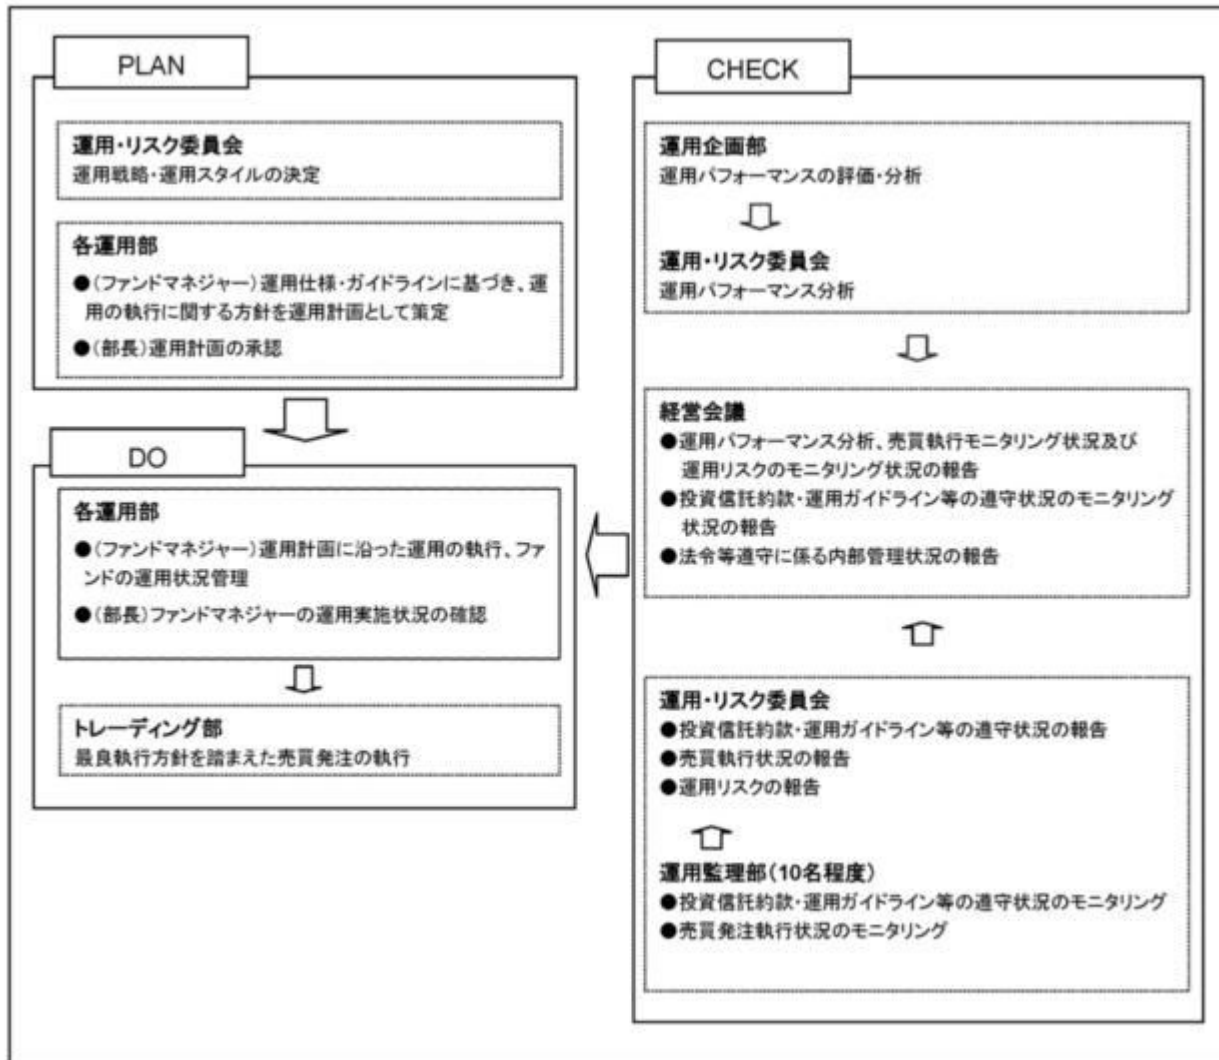 PLAN
運用・リスク委員会
運用戦略・運用スタイルの決定
各運用部
●(ファンドマネジャー)運用仕様・ガイドラインに基づき、運
用の執行に関する方針を運用計画として策定
●(部長)運用計画の承認
DO
各運用部
●(ファンドマネジャー)運用計画に沿った運用の執行、ファ
ンドの運用状況管理
●(部長)ファンドマネジャーの運用実施状況の確認
トレーディング部
最良執行方針を踏まえた売買発注の執行
CHECK
運用企画部
運用パフォーマンスの評価・分析
運用・リスク委員会
運用パフォーマンス分析
経営会議
●運用パフォーマンス分析、売買執行モニタリング状況及び
運用リスクのモニタリング状況の報告
●投資信託約款・運用ガイドライン等の遵守状況のモニタリング
状況の報告
●法令等遵守に係る内部管理状況の報告
運用・リスク委員会
●投資信託約款・運用ガイドライン等の遵守状況の報告
●売買執行状況の報告
●運用リスクの報告
運用監理部(10名程度)
●投資信託約款・運用ガイドライン等の遵守状況のモニタリング
●売買発注執行状況のモニタリング